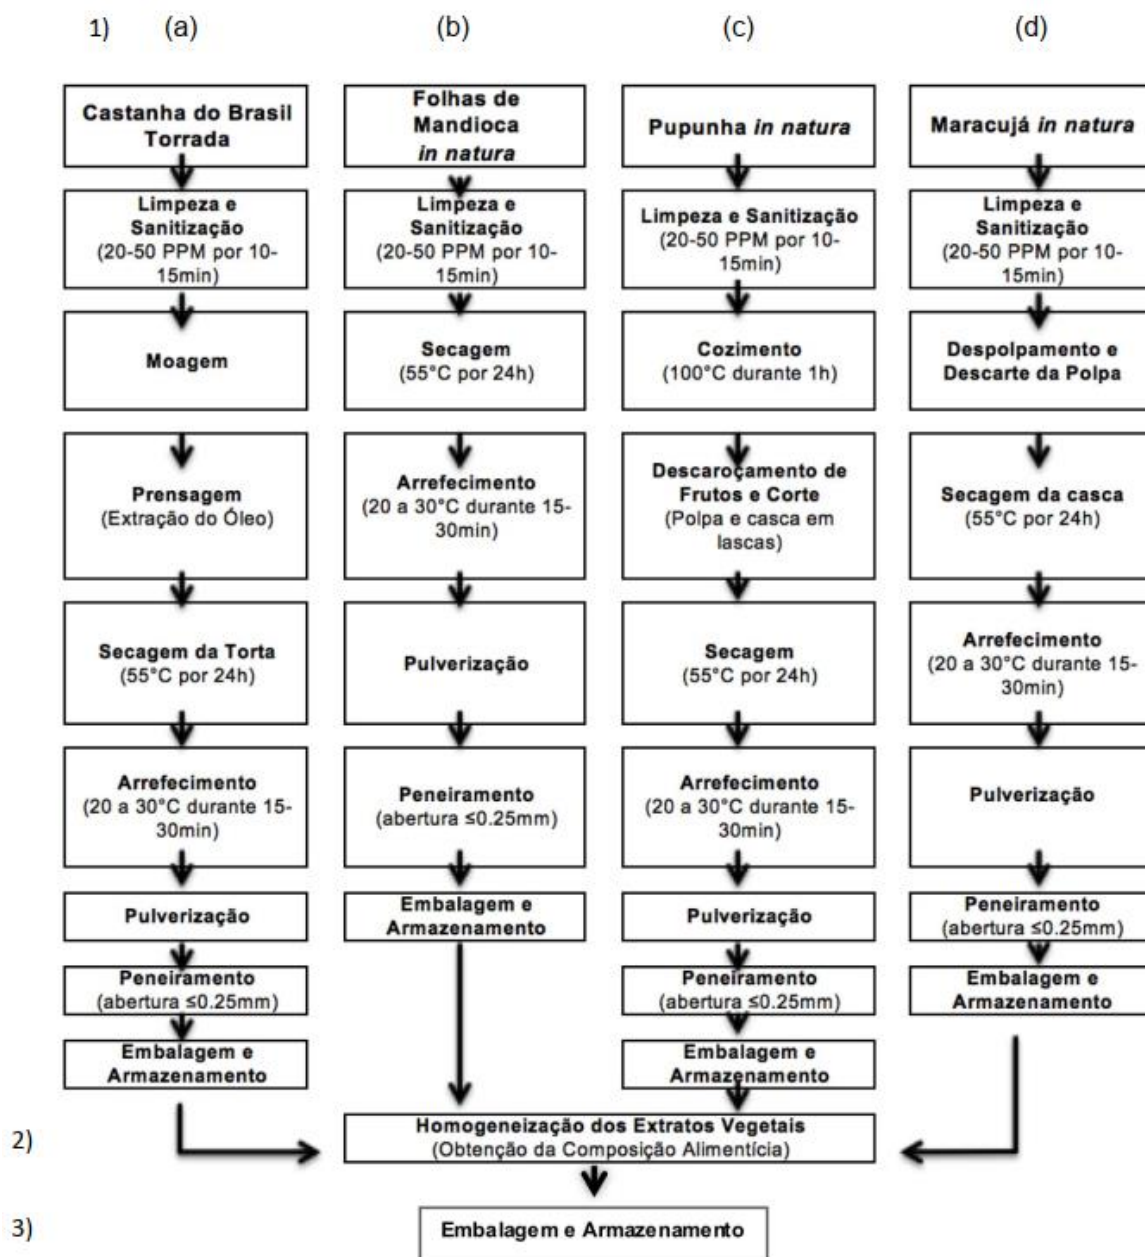 1)
(a)
(b)
(c)
(d)
Castanha do Brasil
Torrada
Limpeza e
Sanitização
(20-50 PPM por 10-
15min)
Moagem
Prensagem
(Extração do Óleo)
Secagem da Torta
(55°C por 24h)
Arrefecimento
(20 a 30°C durante 15-
30min)
Pulverização
Peneiramento
(abertura ≤0.25mm)
Embalagem e
Armazenamento
Folhas de
Mandioca
in natura
Limpeza e
Sanitização
(20-50 PPM por 10-
15min)
Secagem
(55°C por 24h)
Arrefecimento
(20 a 30°C durante 15-
30min)
Pulverização
Peneiramento
(abertura ≤0.25mm)
Embalagem e
Armazenamento
Pupunha in natura
Limpeza e Sanitização
(20-50 PPM por 10-
15min)
Cozimento
(100°C durante 1h)
Descaroçamento de
Frutos e Corte
(Polpa e casca em
lascas)
Secagem
(55°C por 24h)
Arrefecimento
(20 a 30°C durante 15-
30min)
Pulverização
Peneiramento
(abertura ≤0.25mm)
Embalagem e
Armazenamento
Maracujá in natura
Limpeza e
Sanitização
(20-50 PPM por 10-
15min)
Despolpamento e
Descarte da Polpa
Secagem da casca
(55°C por 24h)
Arrefecimento
(20 a 30°C durante 15-
30min)
Pulverização
Peneiramento
(abertura ≤0.25mm)
Embalagem e
Armazenamento
2)
Homogeneização dos Extratos Vegetais
(Obtenção da Composição Alimentícia)
3)
Embalagem e Armazenamento